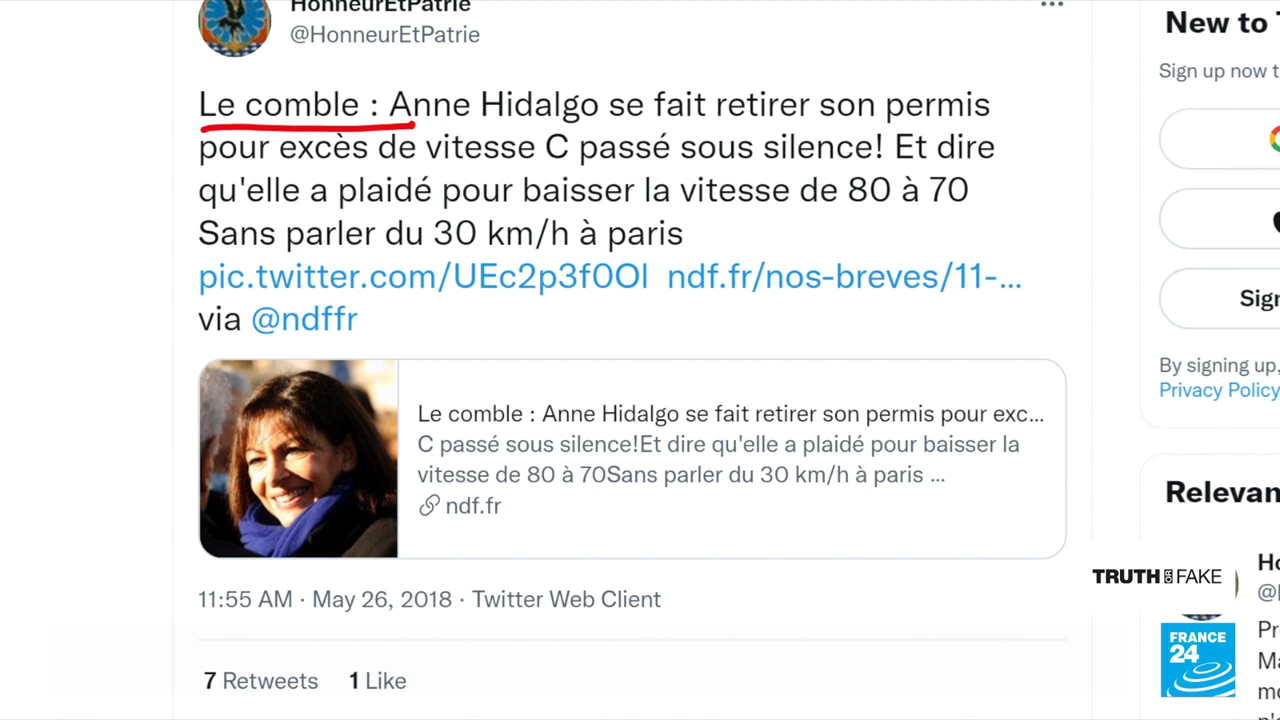 HonneurEtPatrie
@HonneurEtPatrie
Le comble : Anne Hidalgo se fait retirer son permis
pour excès de vitesse C passé sous silence! Et dire
qu'elle a plaidé pour baisser la vitesse de 80 à 70
Sans parler du 30 km/h à paris
pic.twitter.com/UEc2p3f0Ol ndf.fr/nos-breves/11-...
via @ndffr
Le comble : Anne Hidalgo se fait retirer son permis pour exc...
C passé sous silence!Et dire qu'elle a plaidé pour baisser la
vitesse de 80 à 70Sans parler du 30 km/h à paris ...
ndf.fr
11:55 AM · May 26, 2018 · Twitter Web Client
7 Retweets 1 Like
New to
Sign up now
Sign
By signing up,
Privacy Policy
Relevan
TRUTH OR FAKE
FRANCE
24